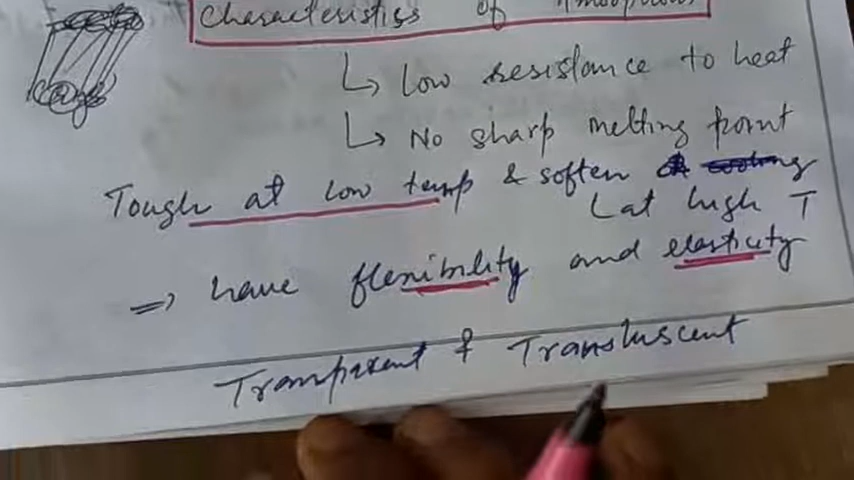 Characteristics of
↳ Low resistance to heat
↳ No sharp melting point
Tough at low temp & soften
↳ at high T
⇒ have flexibility and elasticity
Transparent & Transluscent